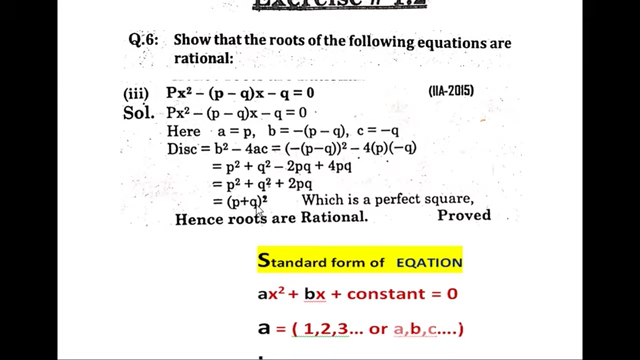 Exercise # 1.2
Q.6: Show that the roots of the following equations are
rational:
(iii) Px² – (p – q)x – q = 0 (IIA-2015)
Sol. Px² – (p – q)x – q = 0
Here a = p, b = –(p – q), c = –q
Disc = b² – 4ac = (–(p–q))² – 4(p)(–q)
= p² + q² – 2pq + 4pq
= p² + q² + 2pq
= (p+q)² Which is a perfect square,
Hence roots are Rational. Proved
Standard form of EQATION
ax² + bx + constant = 0
a = ( 1,2,3... or a,b,c....)